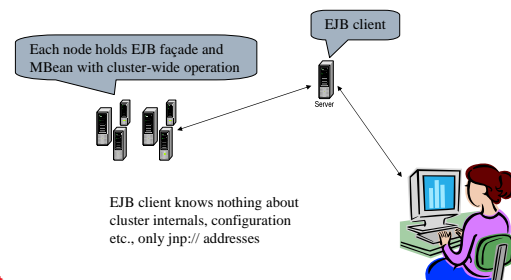 EJB client
Each node holds EJB façade and
MBean with cluster-wide operation
Server
EJB client knows nothing about
cluster internals, configuration
etc., only jnp:// addresses